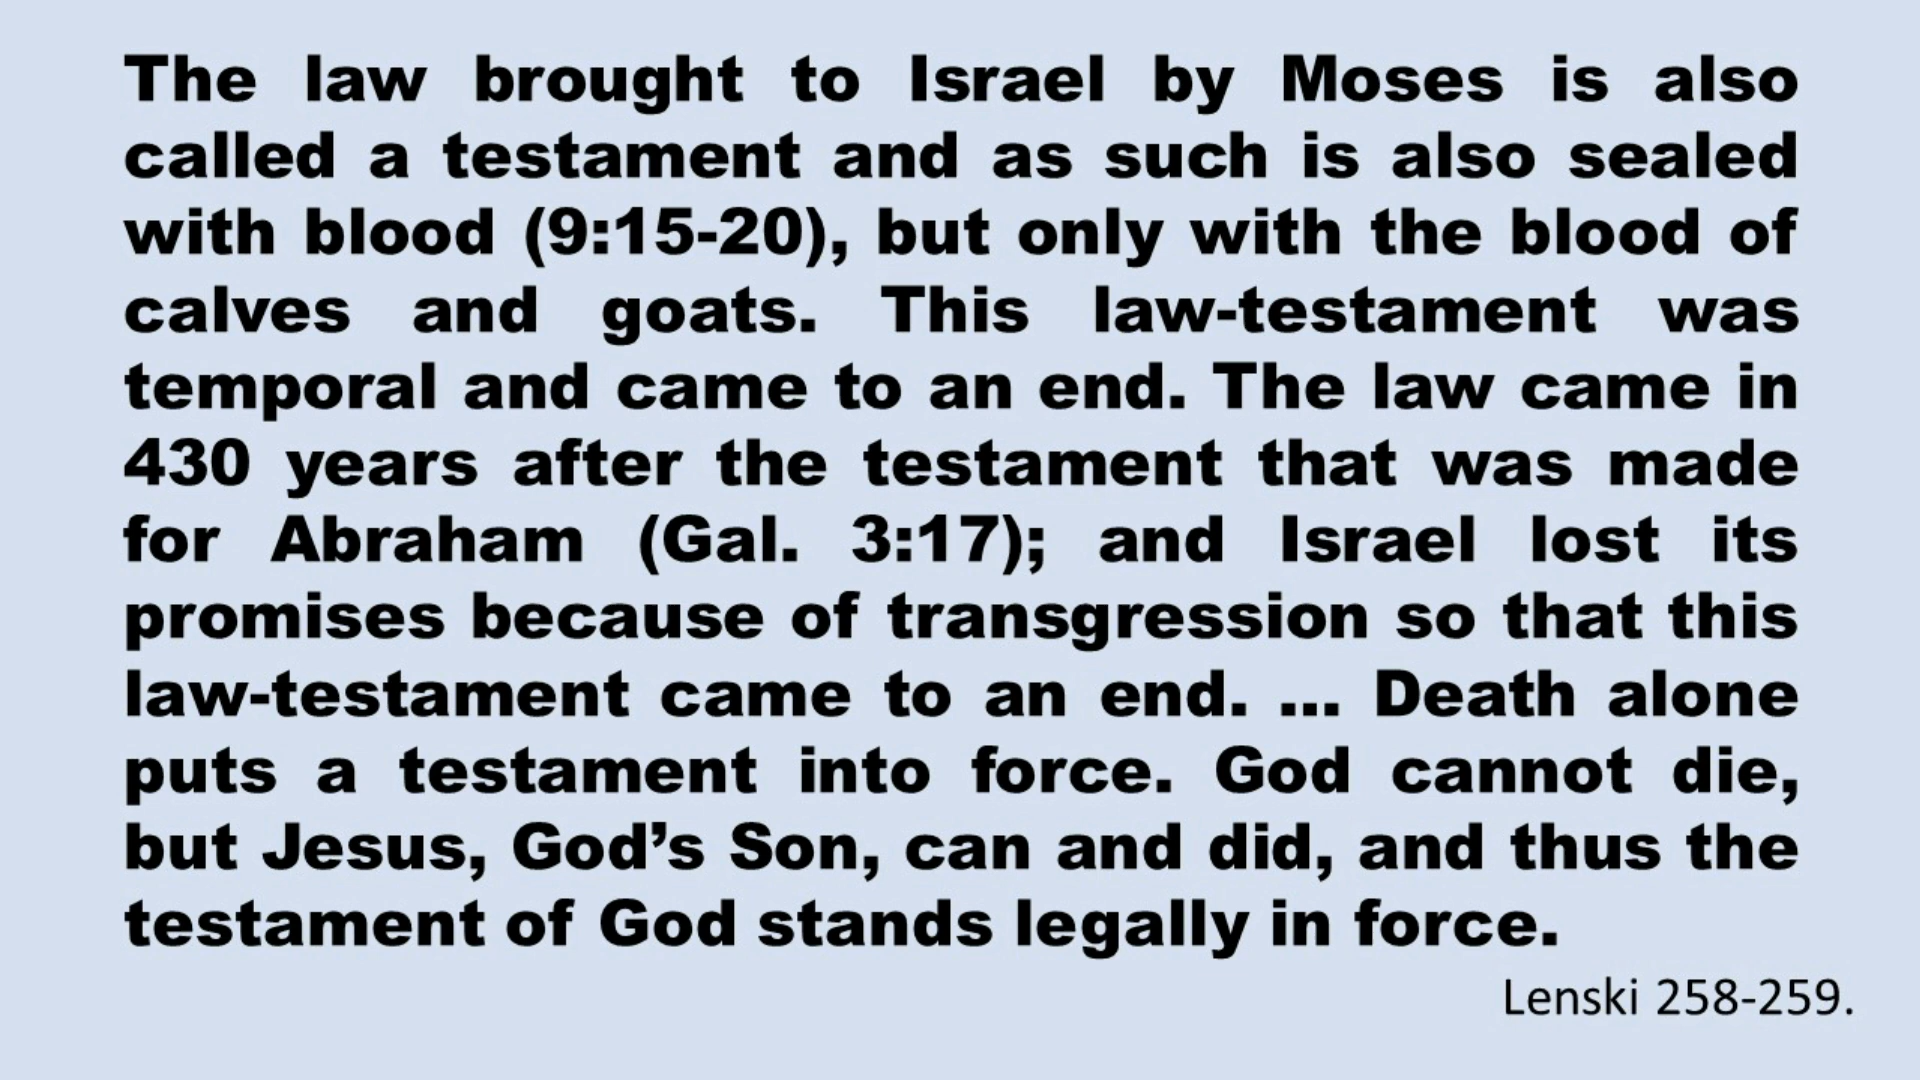 The law brought to Israel by Moses is also
called a testament and as such is also sealed
with blood (9:15-20), but only with the blood of
calves and goats. This law-testament was
temporal and came to an end. The law came in
430 years after the testament that was made
for Abraham (Gal. 3:17); and Israel lost its
promises because of transgression so that this
law-testament came to an end. ... Death alone
puts a testament into force. God cannot die,
but Jesus, God’s Son, can and did, and thus the
testament of God stands legally in force.
Lenski 258-259.